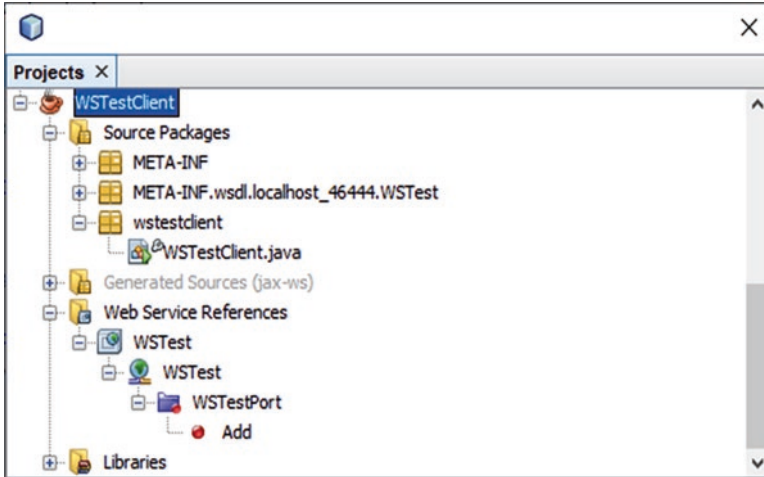 Projects
WSTestClient
Source Packages
META-INF
META-INF.wsdl.localhost_46444.WSTest
wstestclient
WSTestClient.java
Generated Sources (jax-ws)
Web Service References
WSTest
WSTest
WSTestPort
Add
Libraries